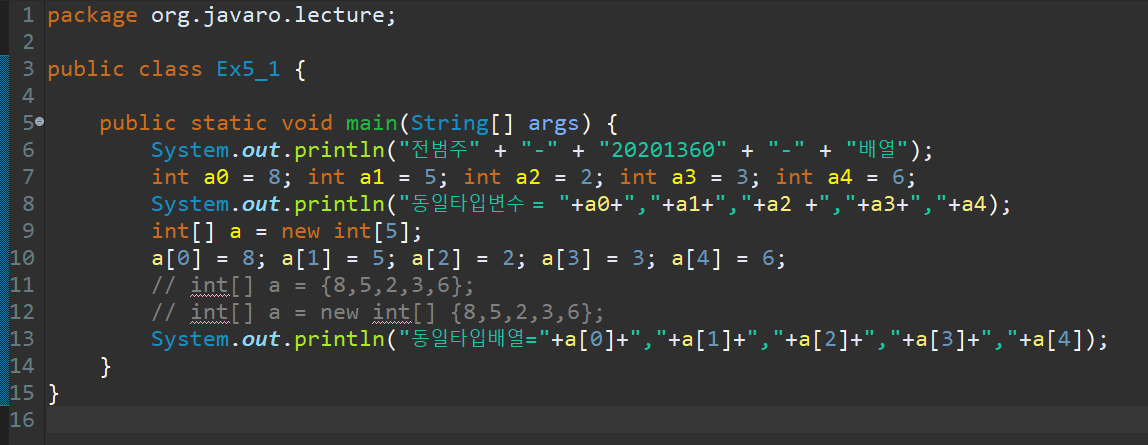 1 package org.javaro.lecture;
2
3 public class Ex5_1 {
4
5 public static void main(String[] args) {
6 System.out.println("전범주" + "-" + "20201360" + "-" + "배열");
7 int a0 = 8; int a1 = 5; int a2 = 2; int a3 = 3; int a4 = 6;
8 System.out.println("동일타입변수 = "+a0+","+a1+","+a2 +","+a3+","+a4);
9 int[] a = new int[5];
10 a[0] = 8; a[1] = 5; a[2] = 2; a[3] = 3; a[4] = 6;
11 // int[] a = {8,5,2,3,6};
12 // int[] a = new int[] {8,5,2,3,6};
13 System.out.println("동일타입배열="+a[0]+","+a[1]+","+a[2]+","+a[3]+","+a[4]);
14 }
15 }
16